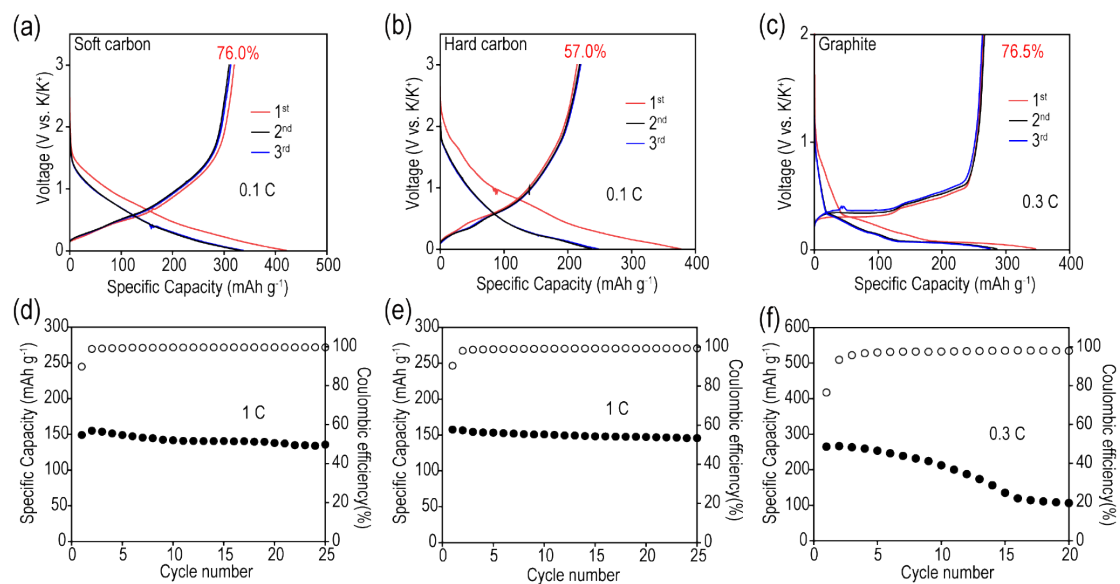 (a)
Soft carbon
76.0%
3
2
1
0
Voltage (V vs. K/K⁺)
1st
2nd
3rd
0.1 C
0 100 200 300 400 500
Specific Capacity (mAh g⁻¹)
(b)
Hard carbon
57.0%
3
2
1
0
Voltage (V vs. K/K⁺)
1st
2nd
3rd
0.1 C
0 100 200 300 400
Specific Capacity (mAh g⁻¹)
(c)
Graphite
76.5%
2
1
0
Voltage (V vs. K/K⁺)
1st
2nd
3rd
0.3 C
0 100 200 300 400
Specific Capacity (mAh g⁻¹)
(d)
300
250
200
150
100
50
0
Specific Capacity (mAh g⁻¹)
1 C
100
80
60
40
20
0
Coulombic efficiency(%)
0 5 10 15 20 25
Cycle number
(e)
300
250
200
150
100
50
0
Specific Capacity (mAh g⁻¹)
1 C
100
80
60
40
20
0
Coulombic efficiency(%)
0 5 10 15 20 25
Cycle number
(f)
600
500
400
300
200
100
0
Specific Capacity (mAh g⁻¹)
0.3 C
100
80
60
40
20
0
Coulombic efficiency(%)
0 5 10 15 20
Cycle number